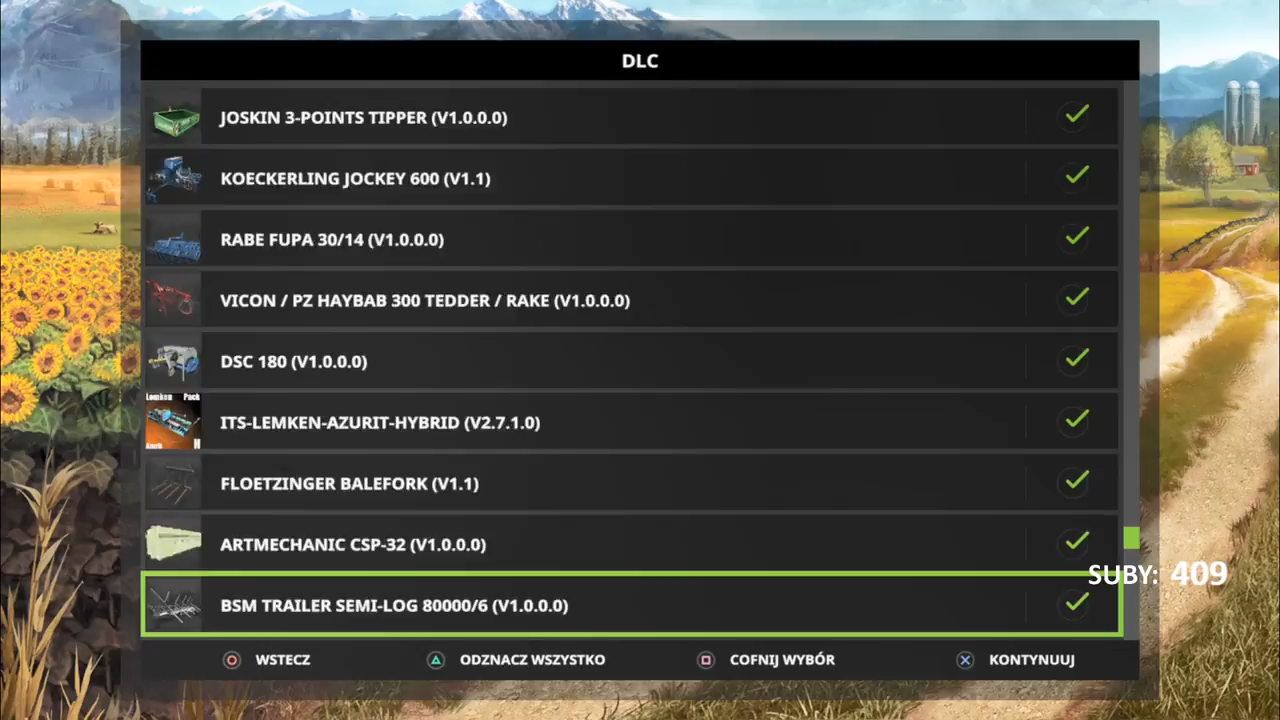 DLC
JOSKIN 3-POINTS TIPPER (V1.0.0.0)
KOECKERLING JOCKEY 600 (V1.1)
RABE FUPA 30/14 (V1.0.0.0)
VICON / PZ HAYBAB 300 TEDDER / RAKE (V1.0.0.0)
DSC 180 (V1.0.0.0)
Lemken Pack
ITS-LEMKEN-AZURIT-HYBRID (V2.7.1.0)
FLOETZINGER BALEFORK (V1.1)
ARTMECHANIC CSP-32 (V1.0.0.0)
SUBY: 409
BSM TRAILER SEMI-LOG 80000/6 (V1.0.0.0)
WSTECZ ODZNACZ WSZYSTKO COFNIJ WYBÓR KONTYNUUJ